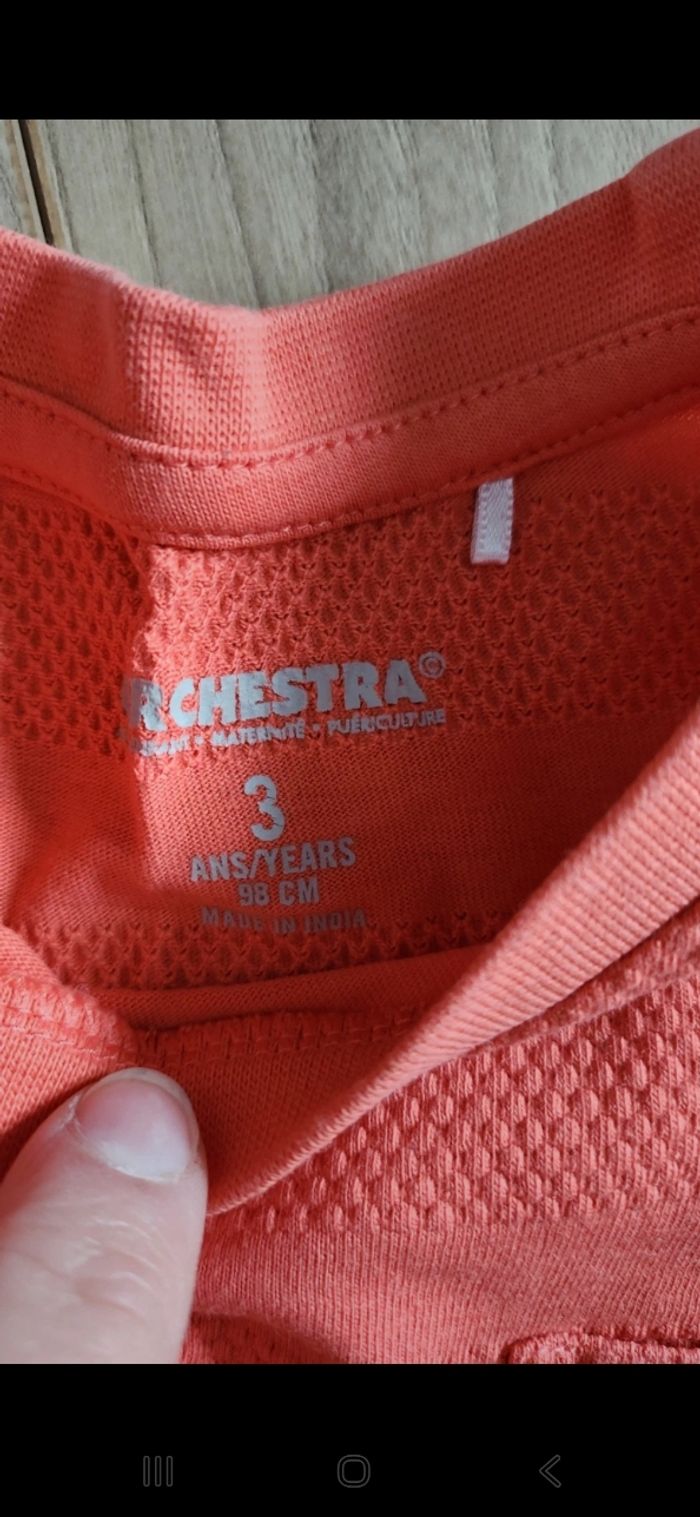 RCHESTRA©
• MATERNITÉ • PUÉRICULTURE
3
ANS/YEARS
98 CM
MADE IN INDIA